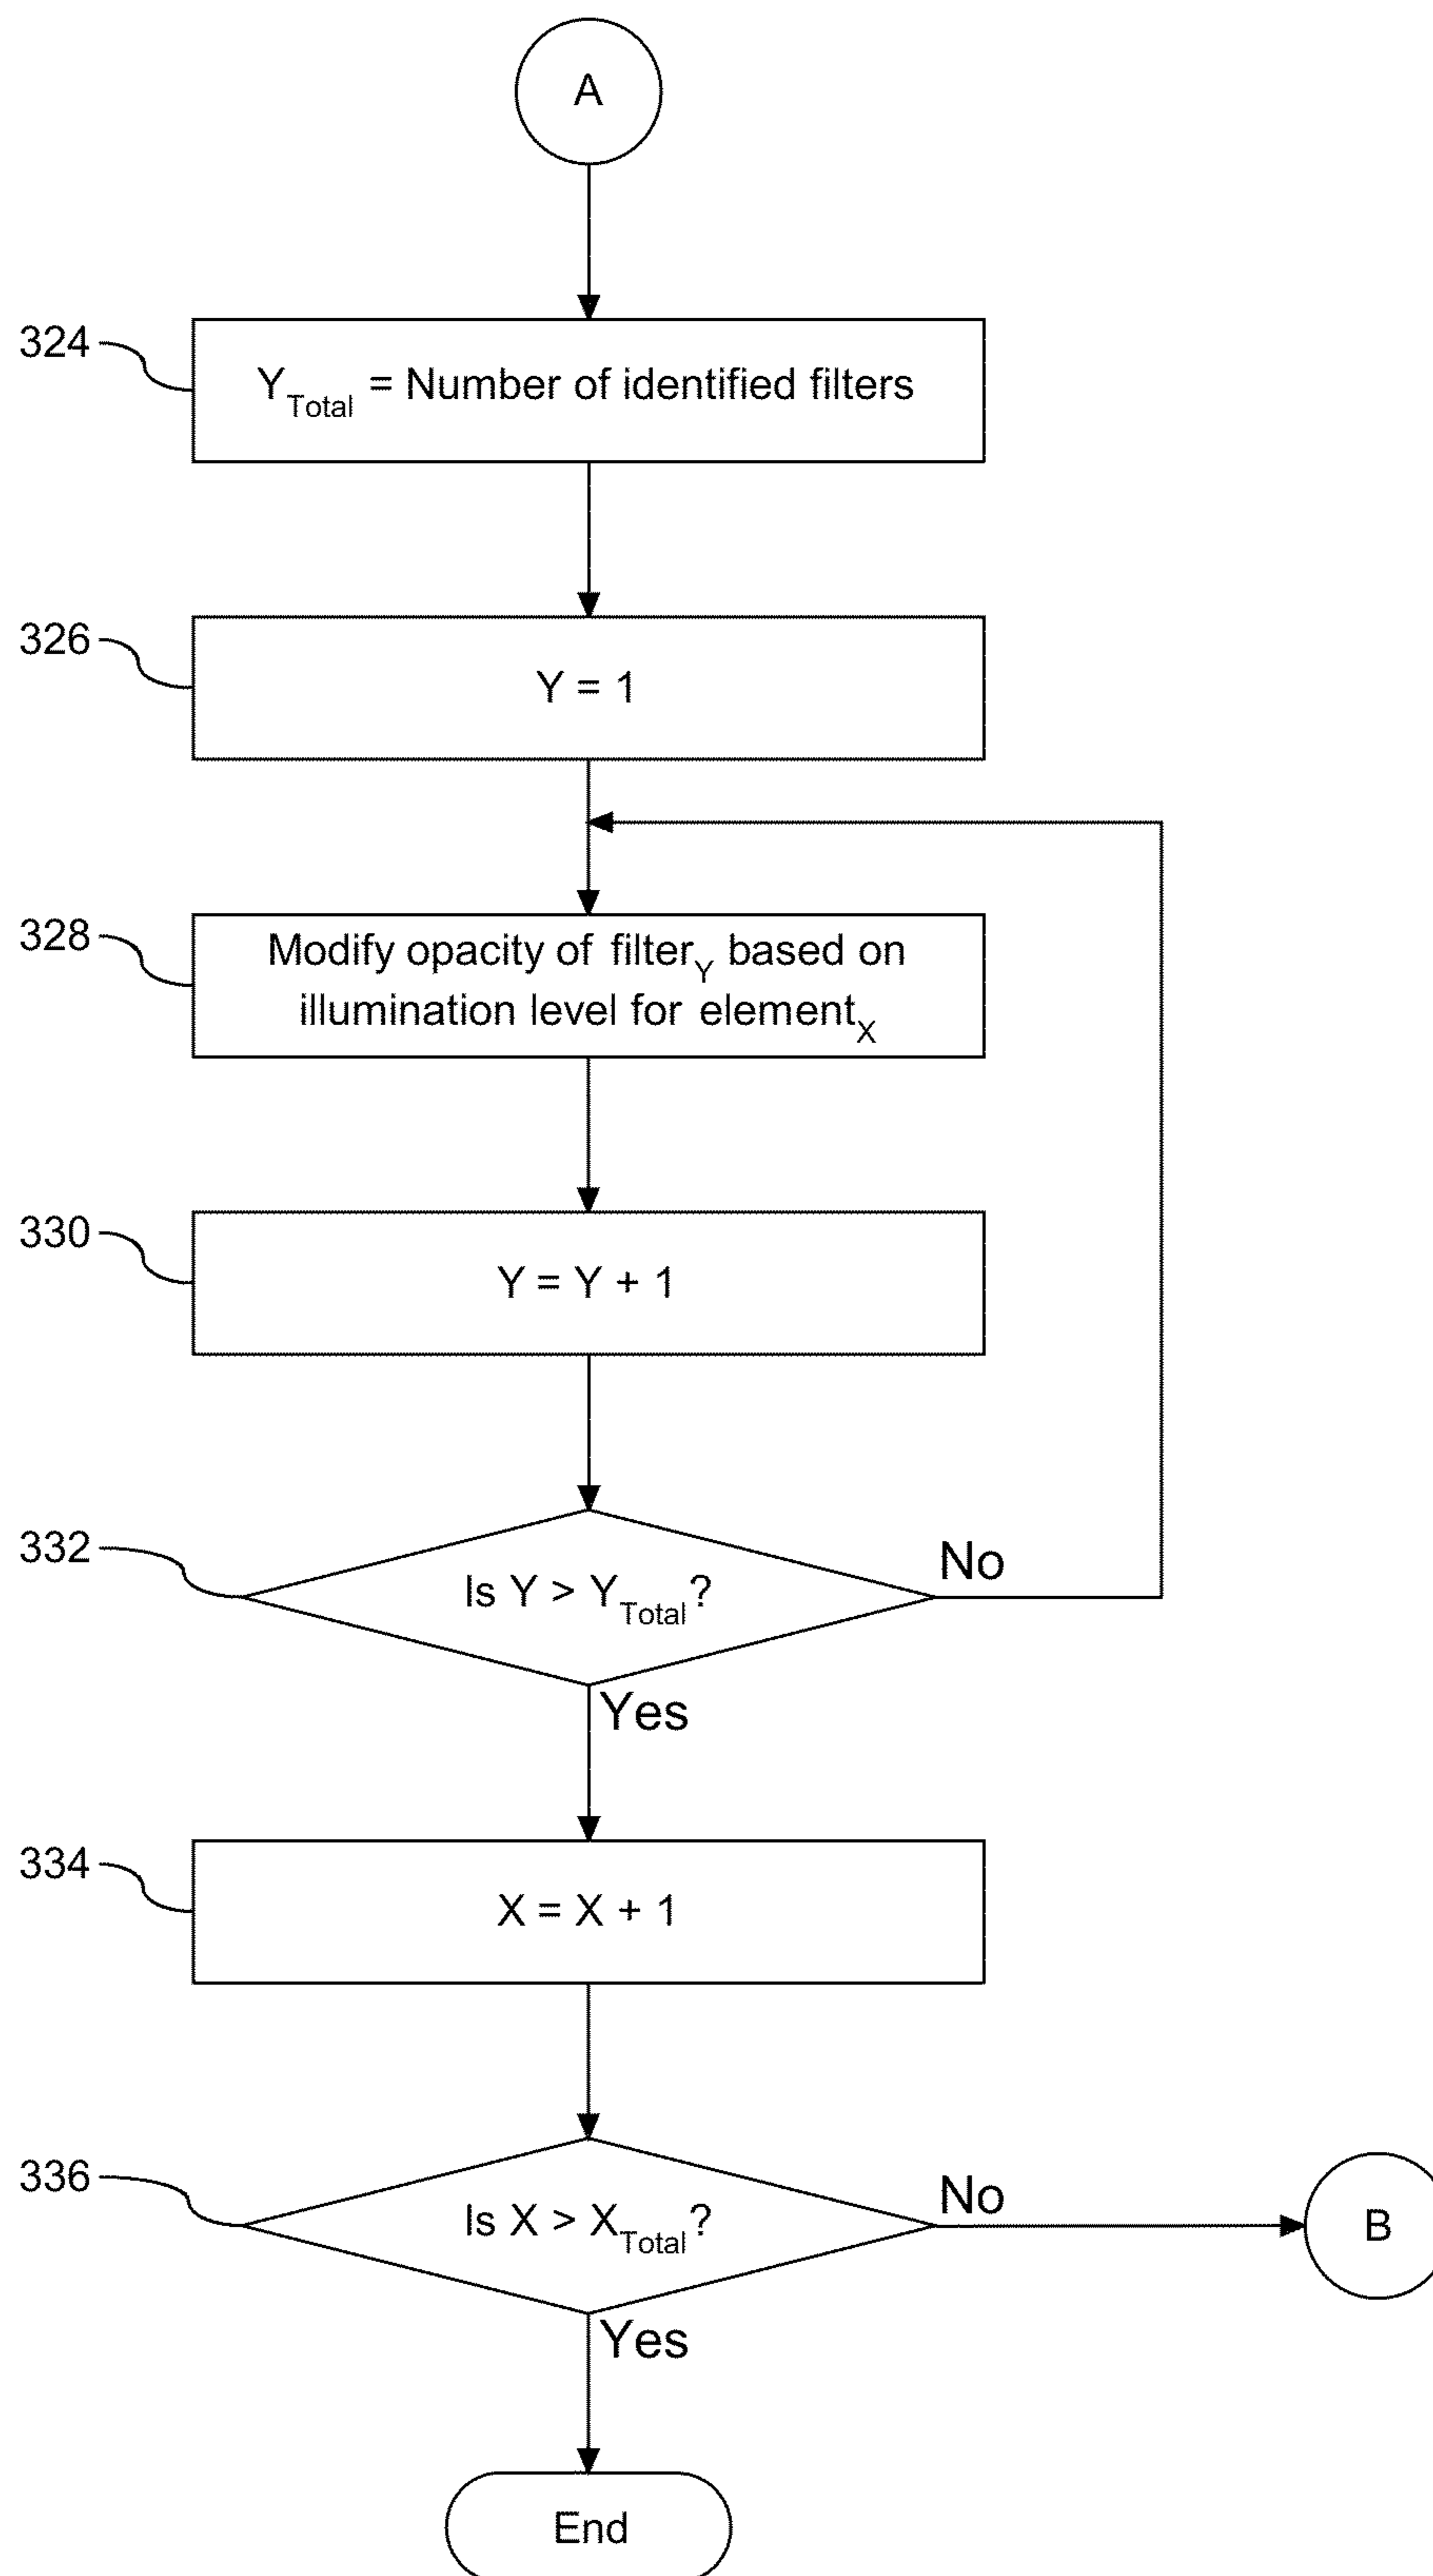 A
324
Y_Total = Number of identified filters
326
Y = 1
328
Modify opacity of filter_Y based on
illumination level for element_X
330
Y = Y + 1
332
Is Y > Y_Total?
No
Yes
334
X = X + 1
336
Is X > X_Total?
No
B
Yes
End